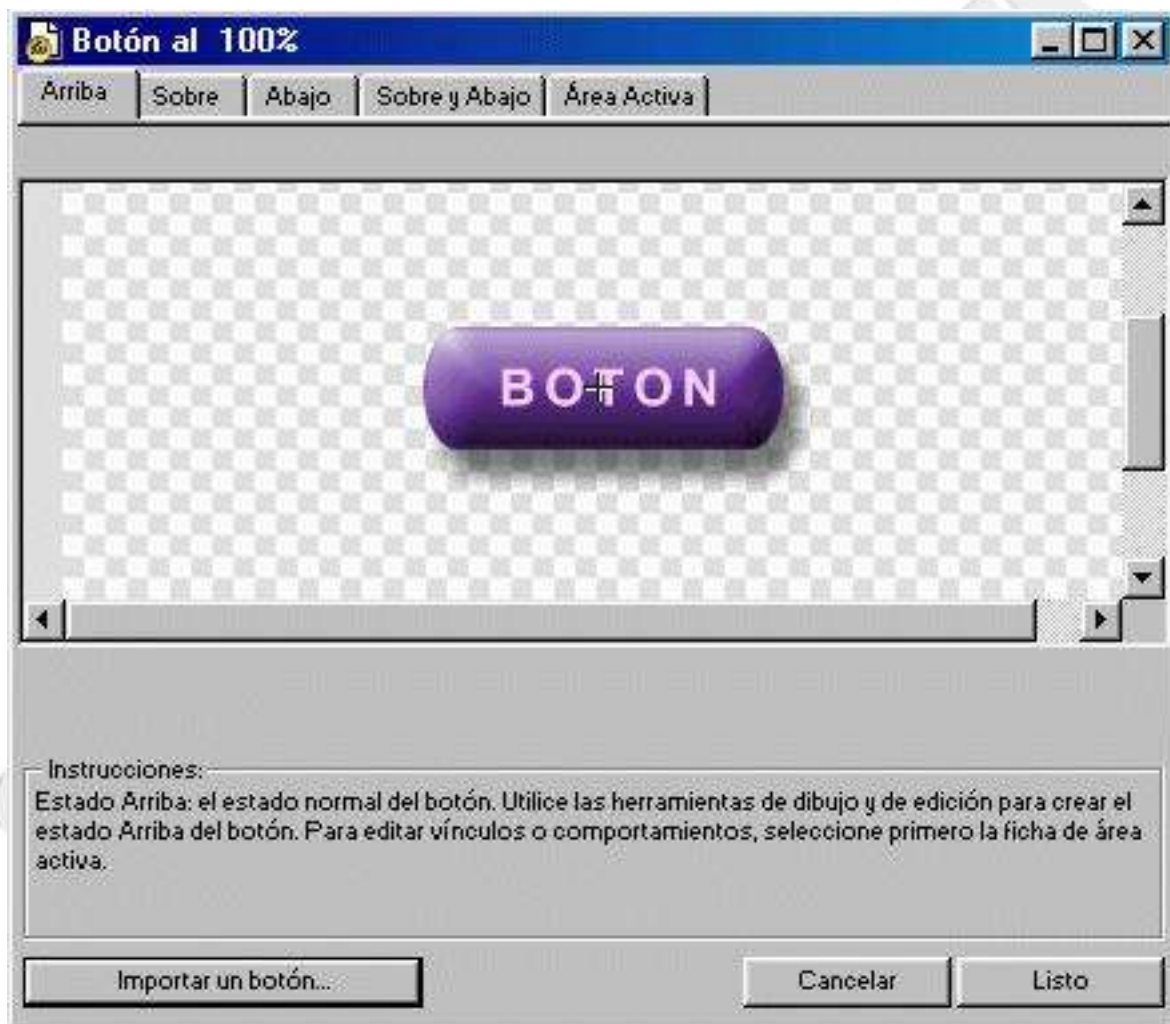 Botón al 100%
Arriba Sobre Abajo Sobre y Abajo Área Activa
BOTON
Instrucciones:
Estado Arriba: el estado normal del botón. Utilice las herramientas de dibujo y de edición para crear el
estado Arriba del botón. Para editar vínculos o comportamientos, seleccione primero la ficha de área
activa.
Importar un botón... Cancelar Listo